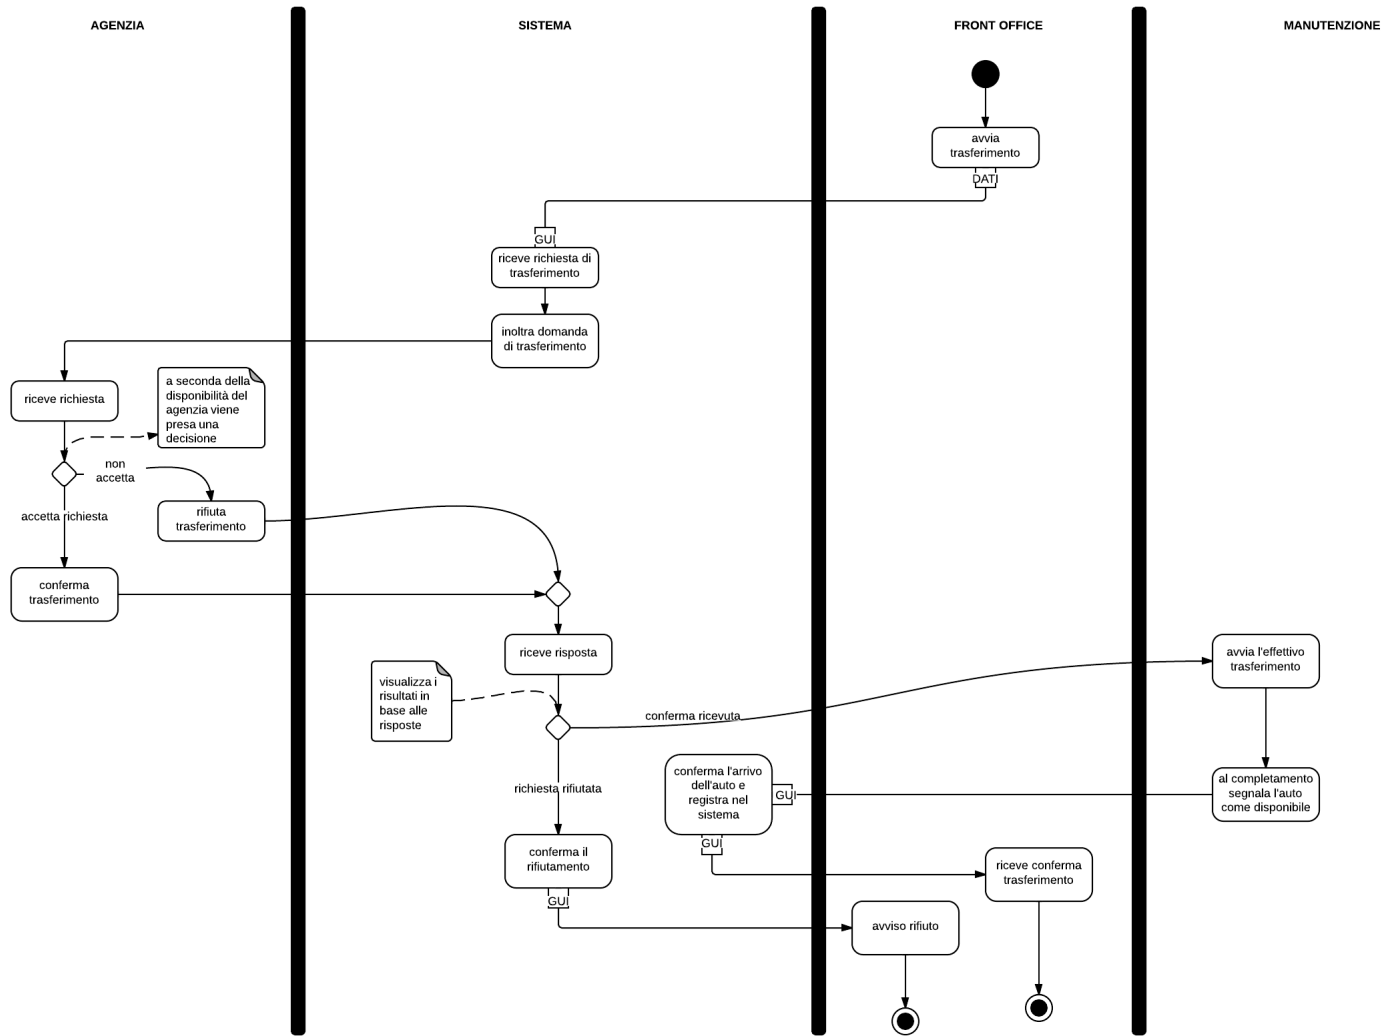 AGENZIA
SISTEMA
FRONT OFFICE
MANUTENZIONE
avvia
trasferimento
DATI
GUI
riceve richiesta di
trasferimento
inoltra domanda
di trasferimento
riceve richiesta
a seconda della
disponibilità del
agenzia viene
presa una
decisione
non
accetta
accetta richiesta
rifiuta
trasferimento
conferma
trasferimento
riceve risposta
visualizza i
risultati in
base alle
risposte
conferma ricevuta
avvia l'effettivo
trasferimento
richiesta rifiutata
conferma l'arrivo
dell'auto e
registra nel
sistema
GUI
al completamento
segnala l'auto
come disponibile
GUI
conferma il
rifiutamento
GUI
riceve conferma
trasferimento
avviso rifiuto